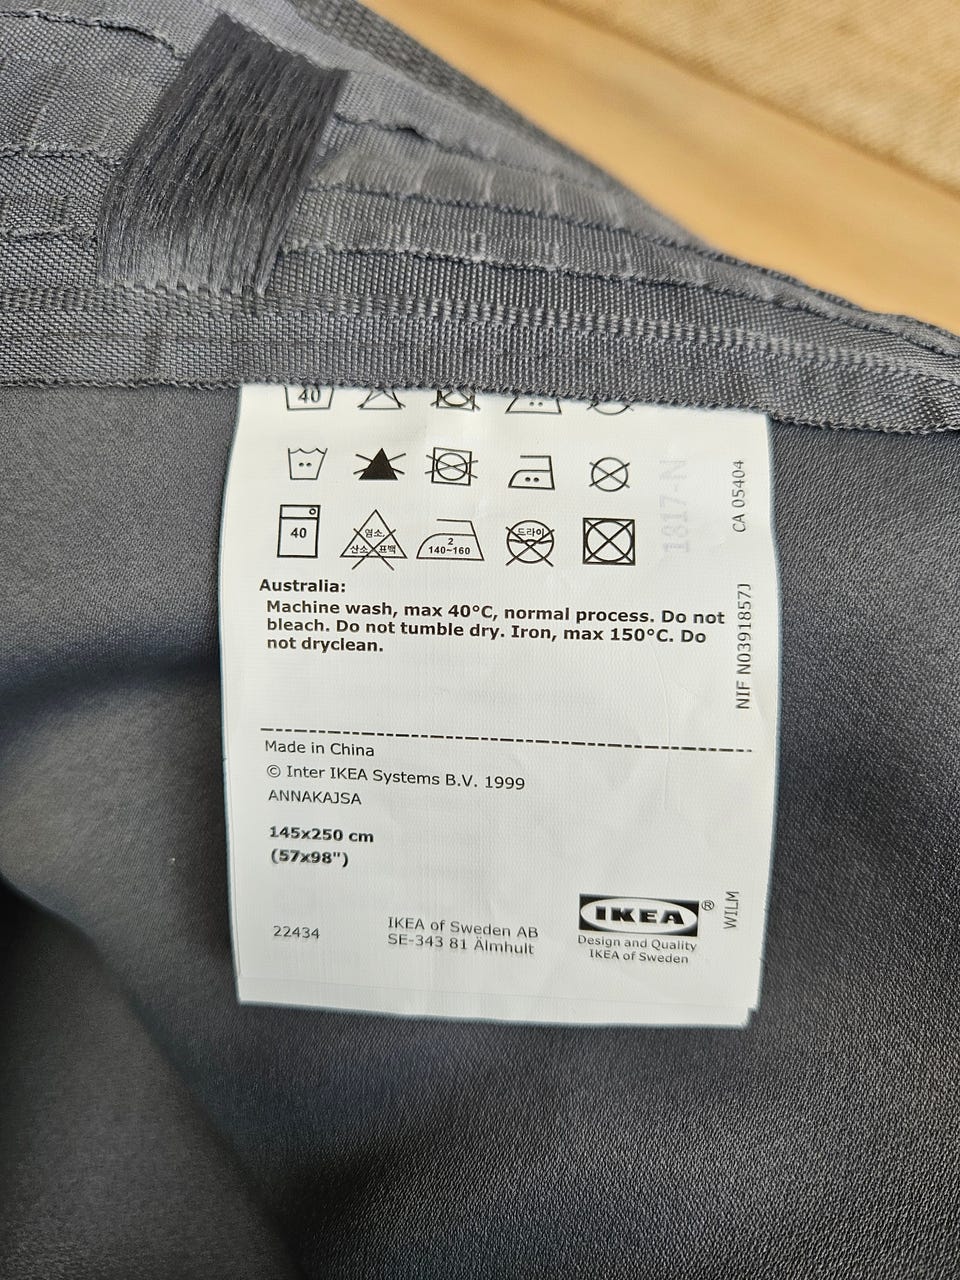 40
40
염소.
산소 표백
2
140~160
드라이
Australia:
Machine wash, max 40°C, normal process. Do not
bleach. Do not tumble dry. Iron, max 150°C. Do
not dryclean.
Made in China
© Inter IKEA Systems B.V. 1999
ANNAKAJSA
145x250 cm
(57x98")
22434
IKEA of Sweden AB
SE-343 81 Älmhult
IKEA®
Design and Quality
IKEA of Sweden
1817-N
CA 05404
NIF N0391857J
WILM